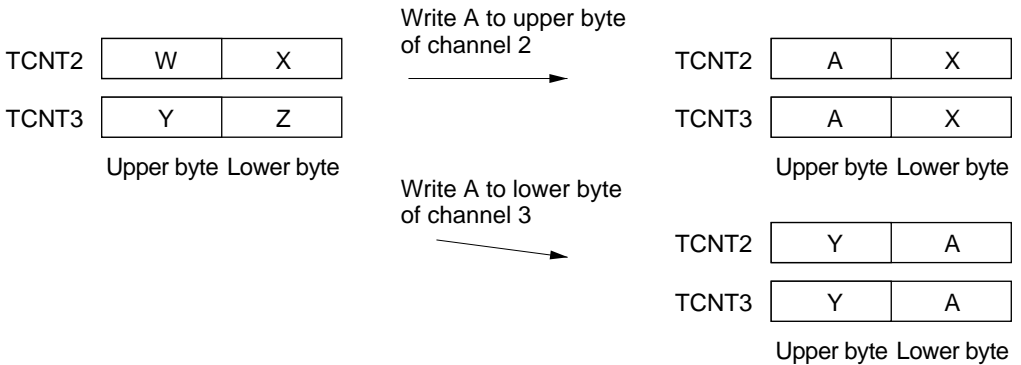 Write A to upper byte
of channel 2
TCNT2 W X
TCNT3 Y Z
Upper byte Lower byte
TCNT2 A X
TCNT3 A X
Upper byte Lower byte
Write A to lower byte
of channel 3
TCNT2 Y A
TCNT3 Y A
Upper byte Lower byte